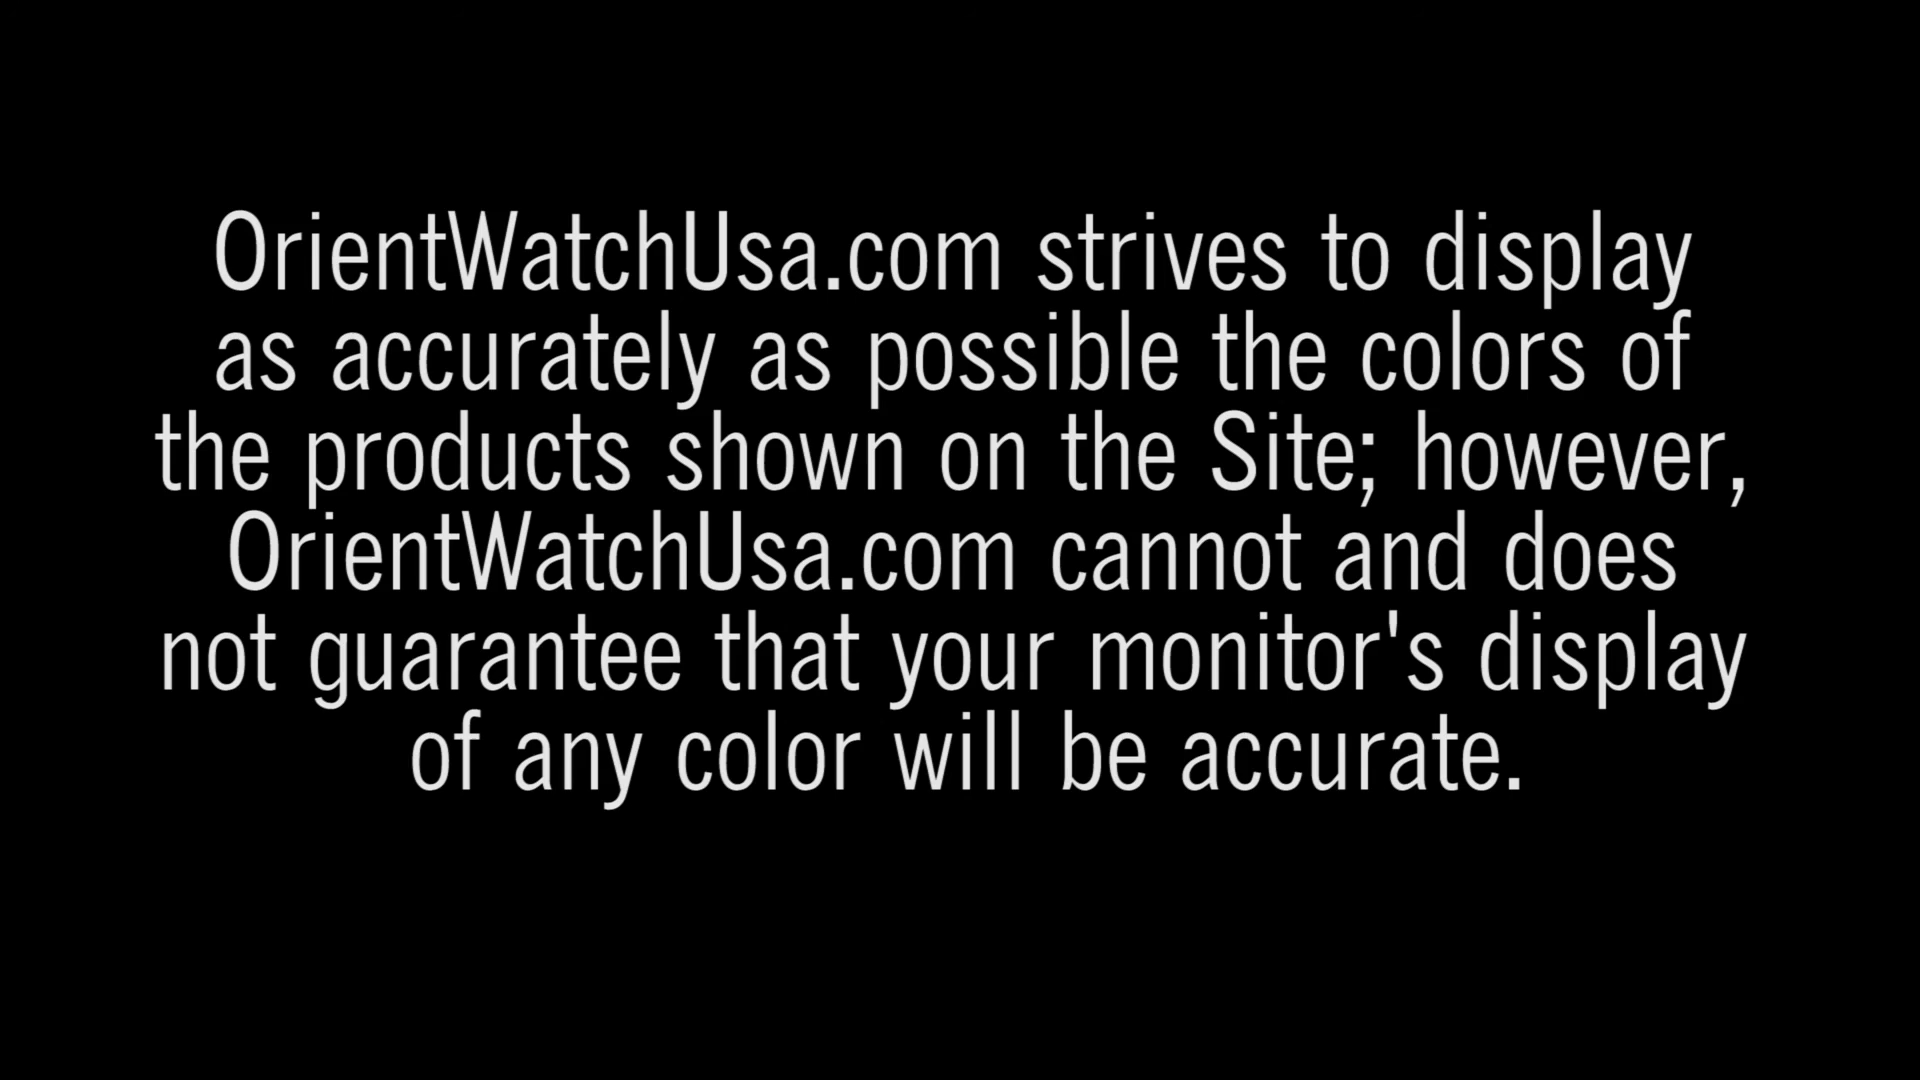 OrientWatchUsa.com strives to display
as accurately as possible the colors of
the products shown on the Site; however,
OrientWatchUsa.com cannot and does
not guarantee that your monitor's display
of any color will be accurate.